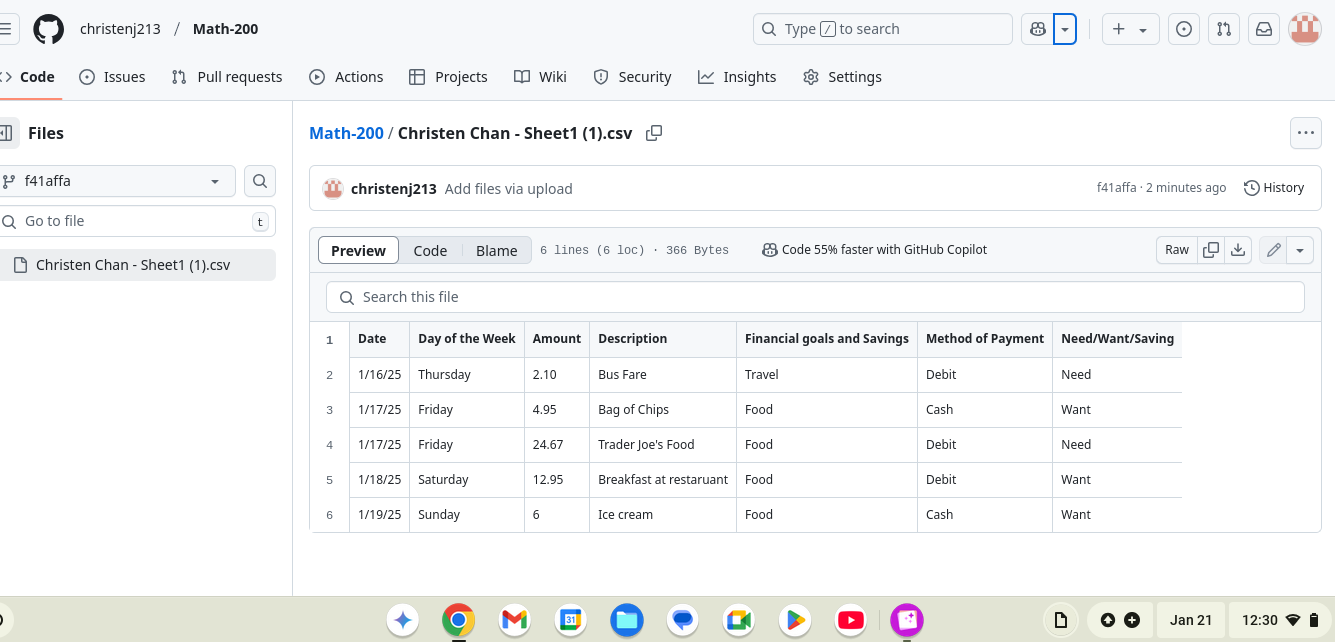 christenj213 / Math-200
Type / to search
Code Issues Pull requests Actions Projects Wiki Security Insights Settings
Files
f41affa
Go to file t
Christen Chan - Sheet1 (1).csv
Math-200 / Christen Chan - Sheet1 (1).csv
christenj213 Add files via upload f41affa · 2 minutes ago History
Preview Code Blame 6 lines (6 loc) · 366 Bytes Code 55% faster with GitHub Copilot Raw
Search this file
1 Date Day of the Week Amount Description Financial goals and Savings Method of Payment Need/Want/Saving
2 1/16/25 Thursday 2.10 Bus Fare Travel Debit Need
3 1/17/25 Friday 4.95 Bag of Chips Food Cash Want
4 1/17/25 Friday 24.67 Trader Joe's Food Food Debit Need
5 1/18/25 Saturday 12.95 Breakfast at restaruant Food Debit Want
6 1/19/25 Sunday 6 Ice cream Food Cash Want
31
Jan 21 12:30